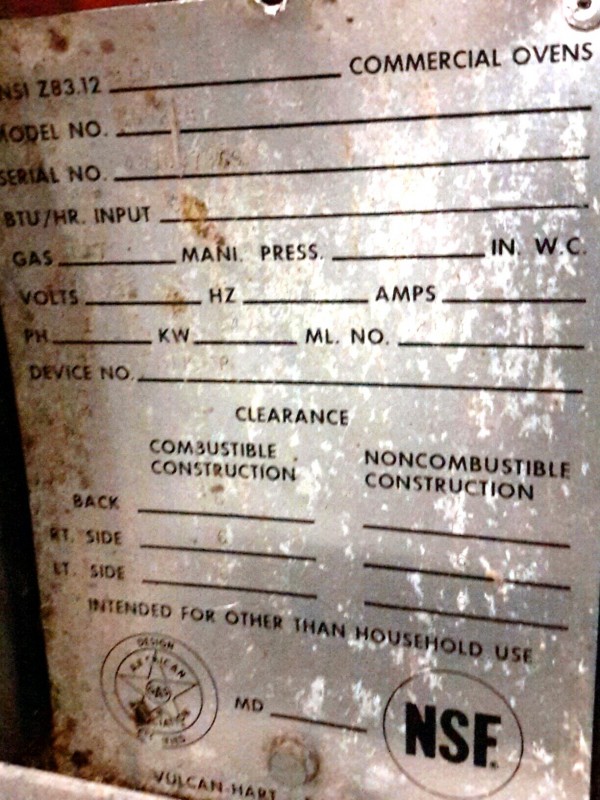 NSI Z83.12 COMMERCIAL OVENS
MODEL NO.
SERIAL NO.
BTU/HR. INPUT
GAS MANI. PRESS. IN. W.C.
VOLTS HZ AMPS
PH KW ML. NO.
DEVICE NO.
CLEARANCE
COMBUSTIBLE CONSTRUCTION
NONCOMBUSTIBLE CONSTRUCTION
BACK
RT. SIDE
LT. SIDE
INTENDED FOR OTHER THAN HOUSEHOLD USE
DESIGN
GAS
MD
NSF
VULCAN-HART